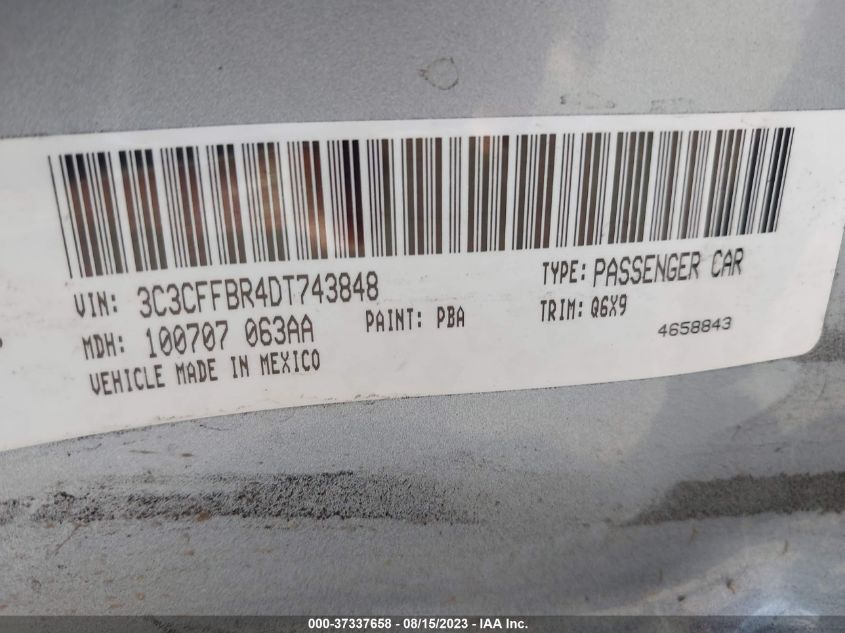 VIN: 3C3CFFBR4DT743848 TYPE: PASSENGER CAR
MDH: 100707 063AA PAINT: PBA TRIM: Q6X9
4658843
VEHICLE MADE IN MEXICO
000-37337658 - 08/15/2023 - IAA Inc.